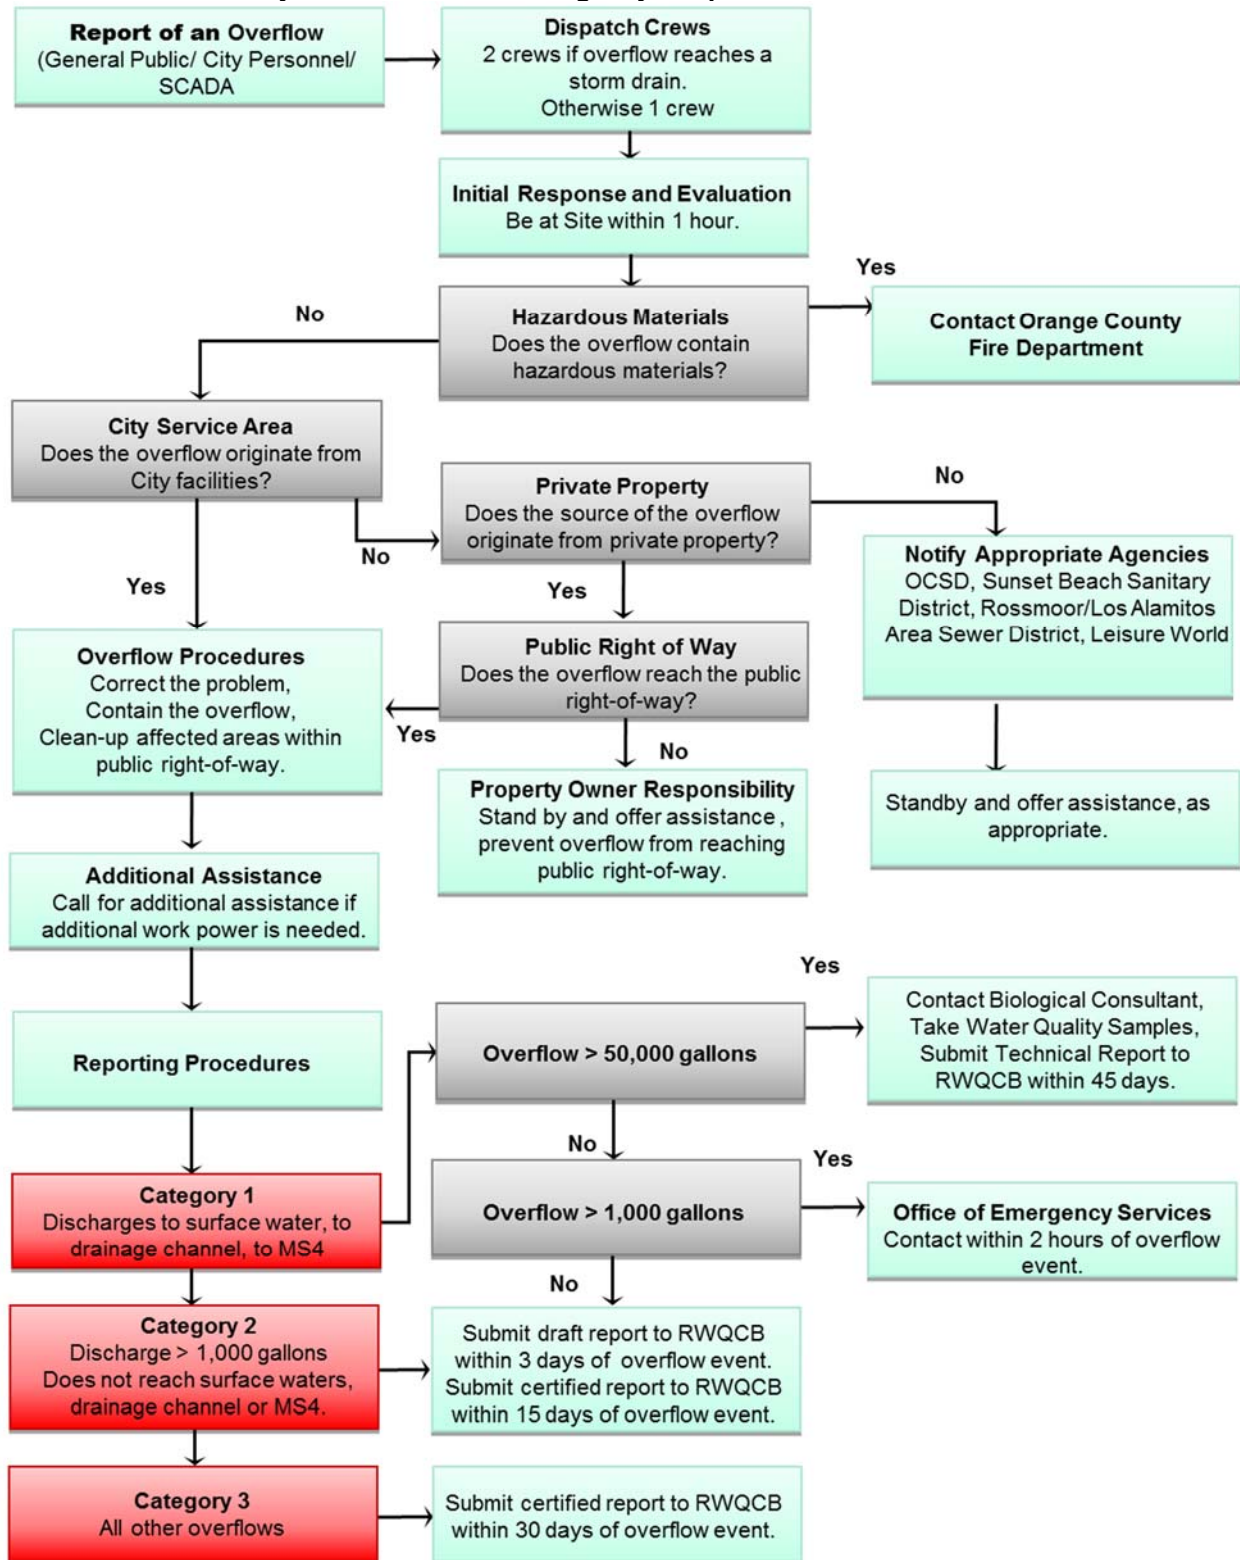 Report of an Overflow
(General Public/ City Personnel/
SCADA
Dispatch Crews
2 crews if overflow reaches a
storm drain.
Otherwise 1 crew
Initial Response and Evaluation
Be at Site within 1 hour.
Yes
Hazardous Materials
Does the overflow contain
hazardous materials?
Contact Orange County
Fire Department
No
City Service Area
Does the overflow originate from
City facilities?
No
Private Property
Does the source of the overflow
originate from private property?
No
Notify Appropriate Agencies
OCSD, Sunset Beach Sanitary
District, Rossmoor/Los Alamitos
Area Sewer District, Leisure World
Standby and offer assistance, as
appropriate.
Yes
Yes
Public Right of Way
Does the overflow reach the public
right-of-way?
Yes
No
Property Owner Responsibility
Stand by and offer assistance ,
prevent overflow from reaching
public right-of-way.
Overflow Procedures
Correct the problem,
Contain the overflow,
Clean-up affected areas within
public right-of-way.
Additional Assistance
Call for additional assistance if
additional work power is needed.
Reporting Procedures
Overflow > 50,000 gallons
Yes
Contact Biological Consultant,
Take Water Quality Samples,
Submit Technical Report to
RWQCB within 45 days.
No
Category 1
Discharges to surface water, to
drainage channel, to MS4
Overflow > 1,000 gallons
Yes
Office of Emergency Services
Contact within 2 hours of overflow
event.
No
Category 2
Discharge > 1,000 gallons
Does not reach surface waters,
drainage channel or MS4.
Submit draft report to RWQCB
within 3 days of overflow event.
Submit certified report to RWQCB
within 15 days of overflow event.
Category 3
All other overflows
Submit certified report to RWQCB
within 30 days of overflow event.